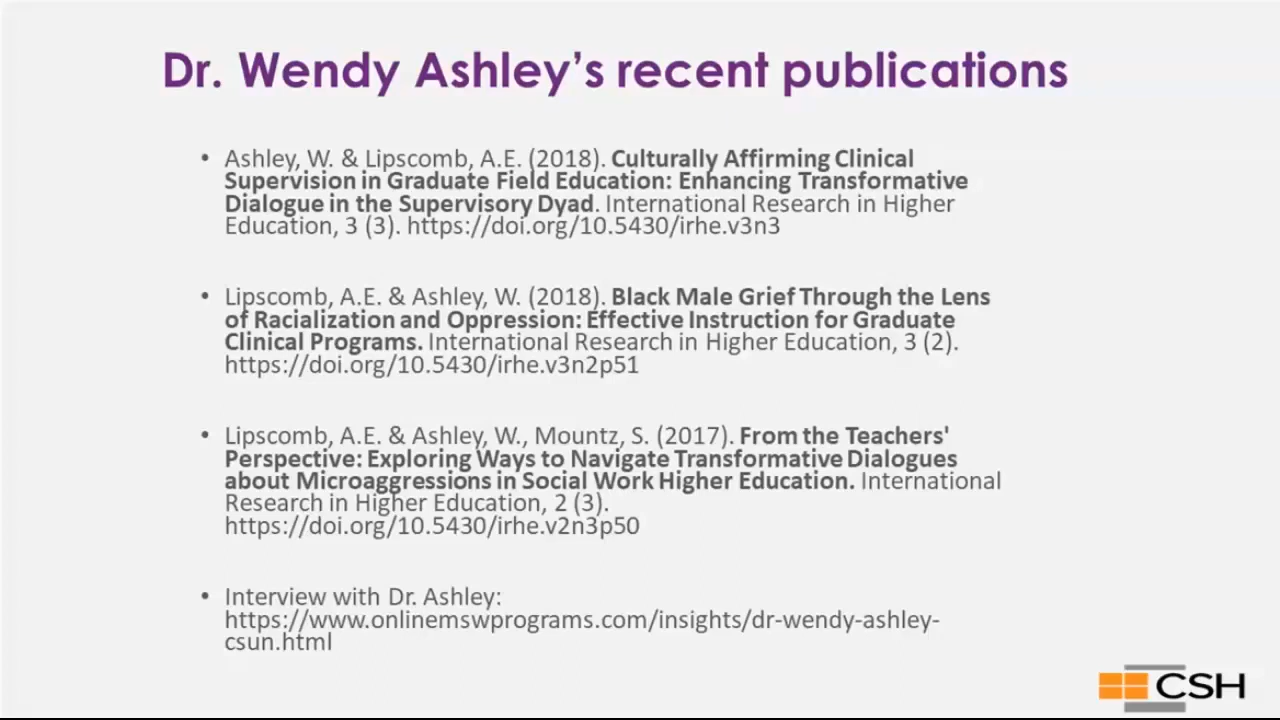 Dr. Wendy Ashley’s recent publications
• Ashley, W. & Lipscomb, A.E. (2018). Culturally Affirming Clinical
Supervision in Graduate Field Education: Enhancing Transformative
Dialogue in the Supervisory Dyad. International Research in Higher
Education, 3 (3). https://doi.org/10.5430/irhe.v3n3
• Lipscomb, A.E. & Ashley, W. (2018). Black Male Grief Through the Lens
of Racialization and Oppression: Effective Instruction for Graduate
Clinical Programs. International Research in Higher Education, 3 (2).
https://doi.org/10.5430/irhe.v3n2p51
• Lipscomb, A.E. & Ashley, W., Mountz, S. (2017). From the Teachers'
Perspective: Exploring Ways to Navigate Transformative Dialogues
about Microaggressions in Social Work Higher Education. International
Research in Higher Education, 2 (3).
https://doi.org/10.5430/irhe.v2n3p50
• Interview with Dr. Ashley:
https://www.onlinemswprograms.com/insights/dr-wendy-ashley-
csun.html
CSH